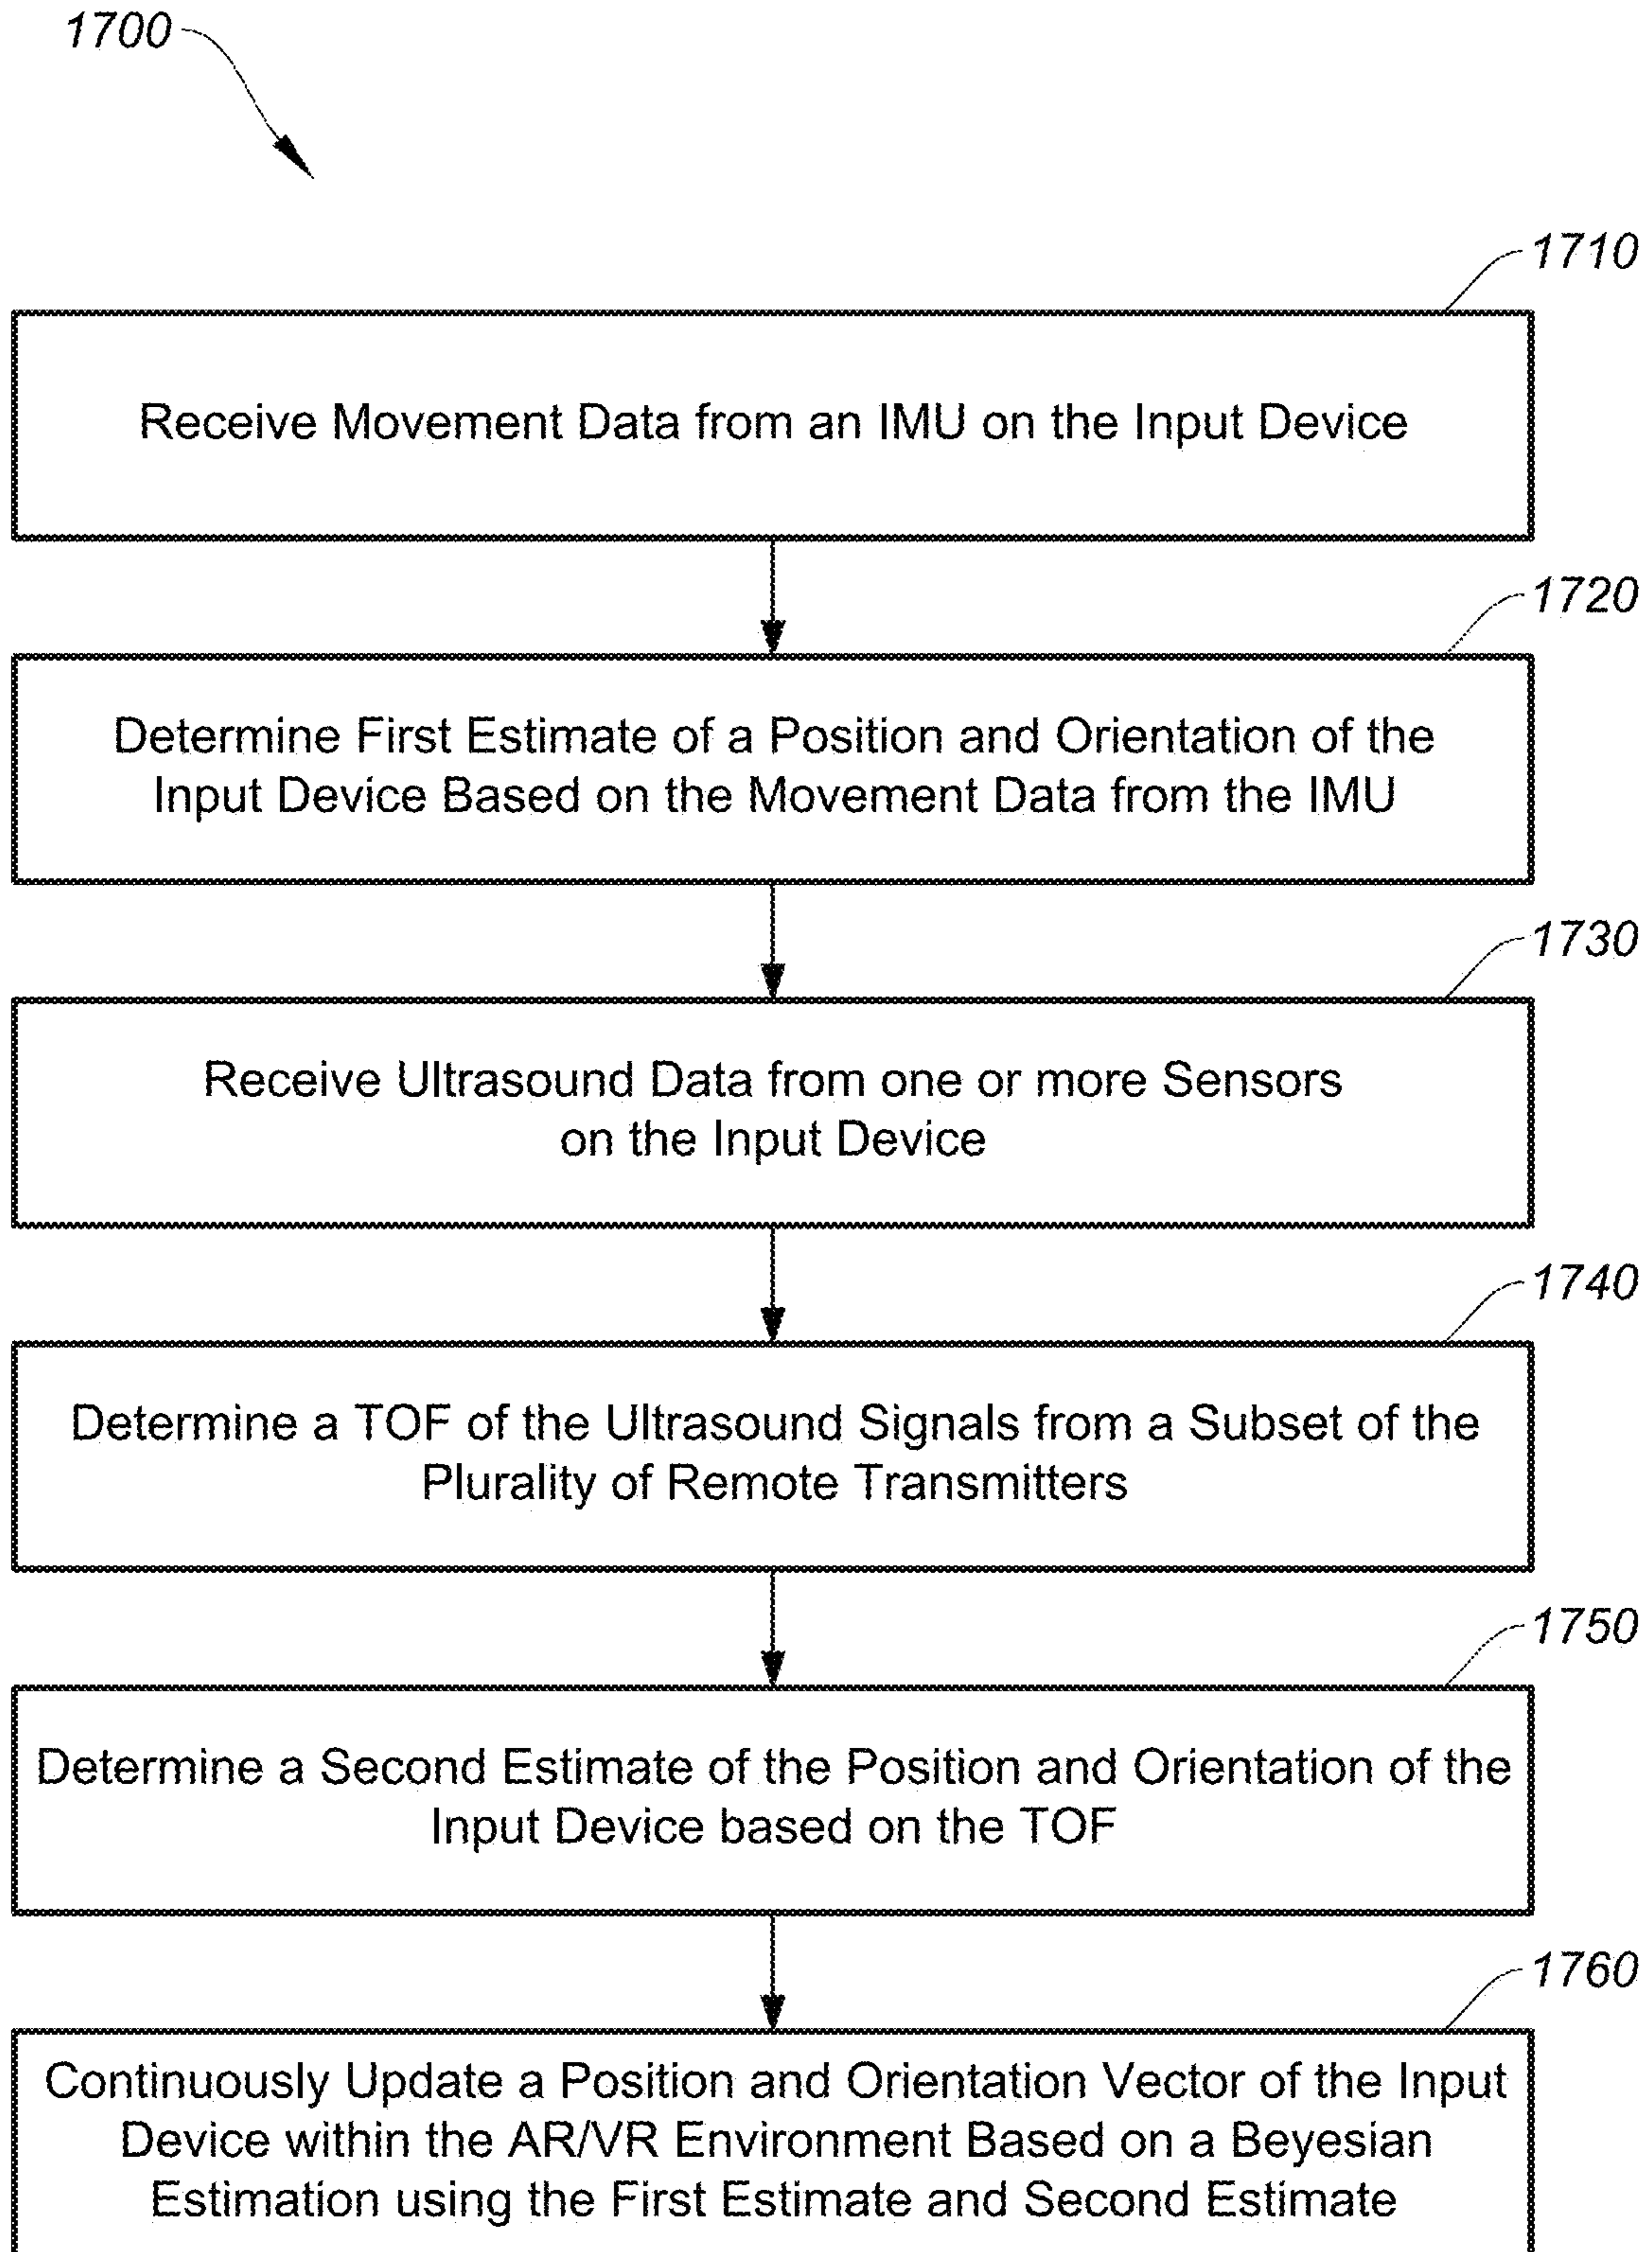 1700
1710
Receive Movement Data from an IMU on the Input Device
1720
Determine First Estimate of a Position and Orientation of the
Input Device Based on the Movement Data from the IMU
1730
Receive Ultrasound Data from one or more Sensors
on the Input Device
1740
Determine a TOF of the Ultrasound Signals from a Subset of the
Plurality of Remote Transmitters
1750
Determine a Second Estimate of the Position and Orientation of the
Input Device based on the TOF
1760
Continuously Update a Position and Orientation Vector of the Input
Device within the AR/VR Environment Based on a Beyesian
Estimation using the First Estimate and Second Estimate